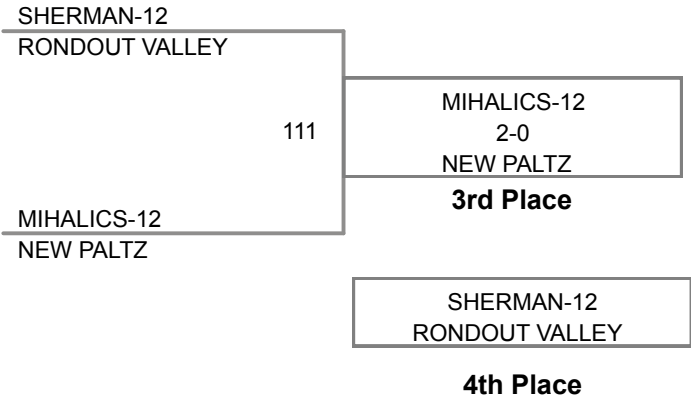 SHERMAN-12
RONDOUT VALLEY
111
MIHALICS-12
NEW PALTZ
MIHALICS-12
2-0
NEW PALTZ
3rd Place
SHERMAN-12
RONDOUT VALLEY
4th Place